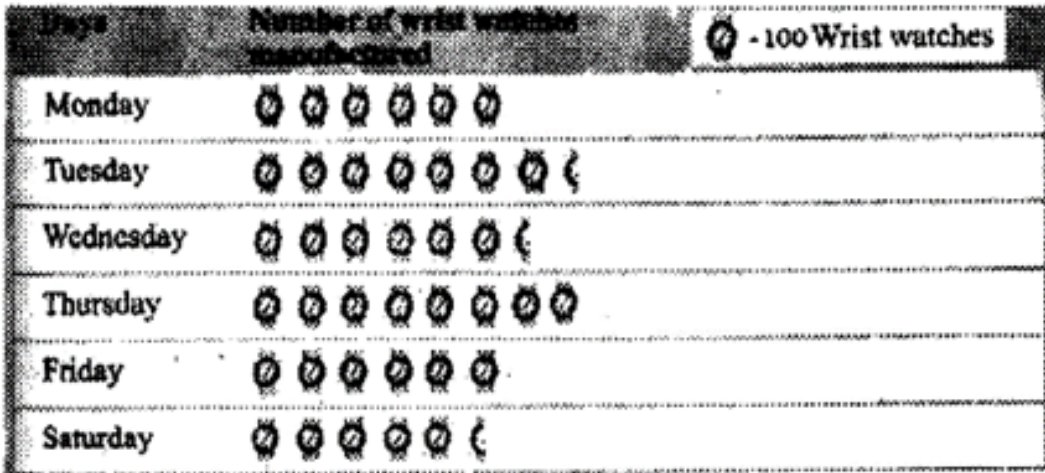 Days
Number of wrist watches
manufactured
- 100 Wrist watches
Monday
Tuesday
Wednesday
Thursday
Friday
Saturday